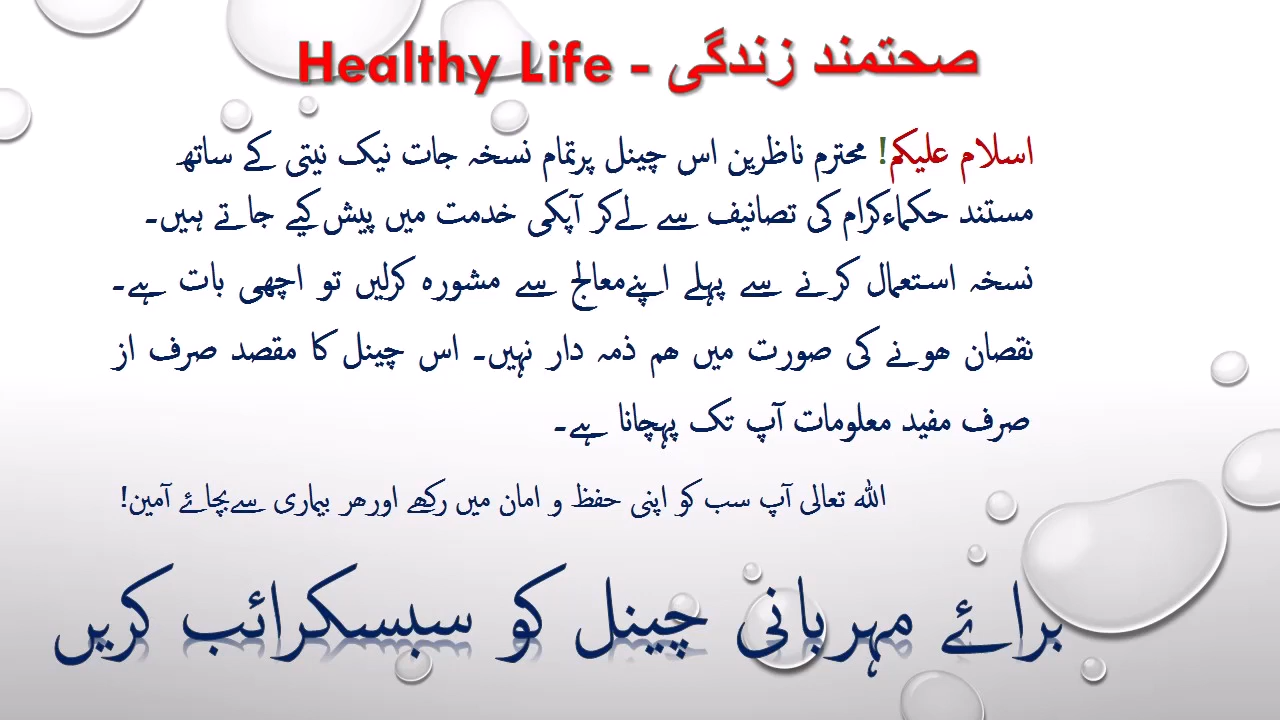 صحتمند زندگی - Healthy Life
اسلام علیکم! محترم ناظرین اس چینل پرتمام نسخہ جات نیک نیتی کے ساتھ
مستند حکماءکرام کی تصانیف سے لےکر آپکی خدمت میں پیش کیے جاتے ہیں۔
نسخہ استعمال کرنے سے پہلے اپنےمعالج سے مشورہ کرلیں تو اچھی بات ہے۔
نقصان ھونے کی صورت میں ھم ذمہ دار نہیں۔ اس چینل کا مقصد صرف از
صرف مفید معلومات آپ تک پہچانا ہے۔
اللہ تعالی آپ سب کو اپنی حفظ و امان میں رکھے اورھر بیماری سےبچائے آمین!
برائے مہربانی چینل کو سبسکرائب کریں